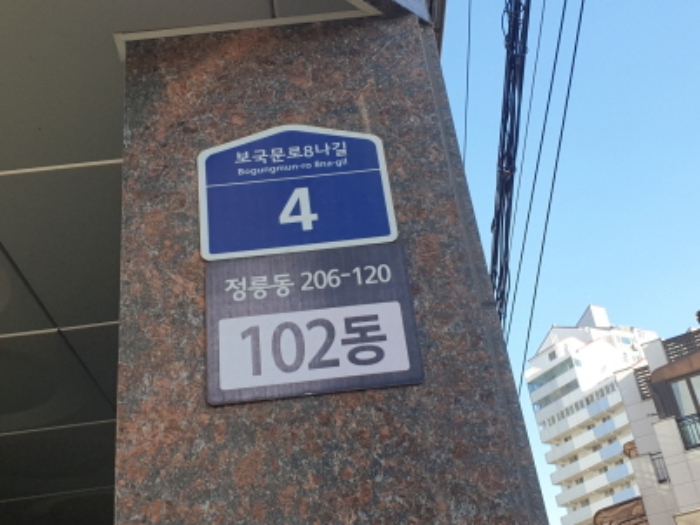 보국문로8나길
Bogungmun-ro 8na-gil
4
정릉동 206-120
102동